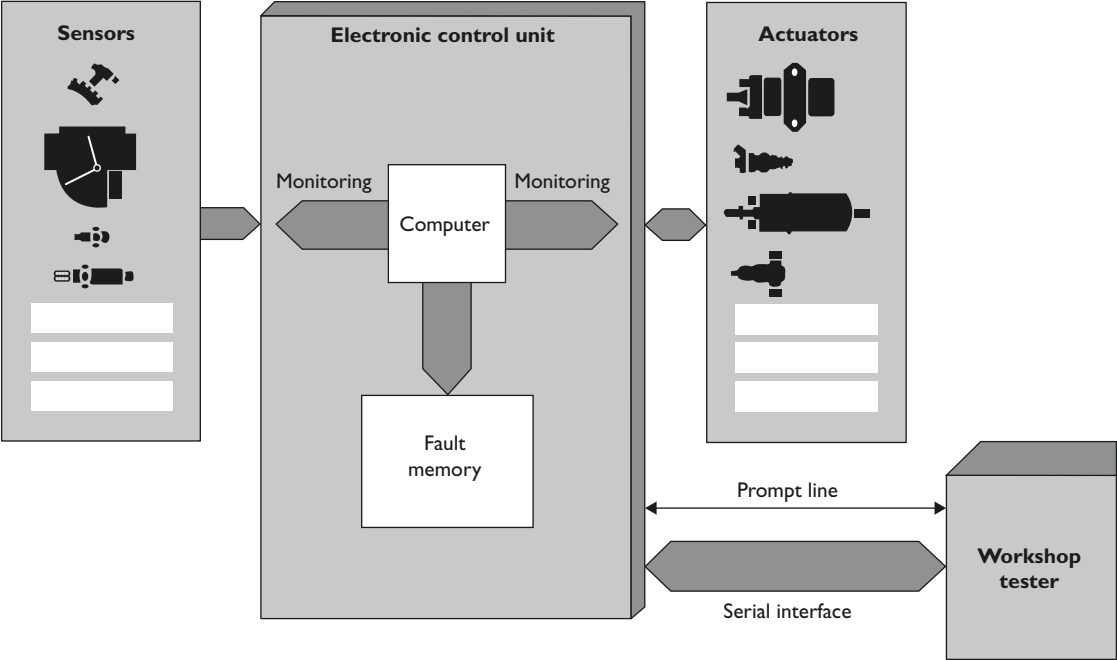 Sensors
Electronic control unit
Actuators
Monitoring
Monitoring
Computer
Fault
memory
Prompt line
Workshop
tester
Serial interface